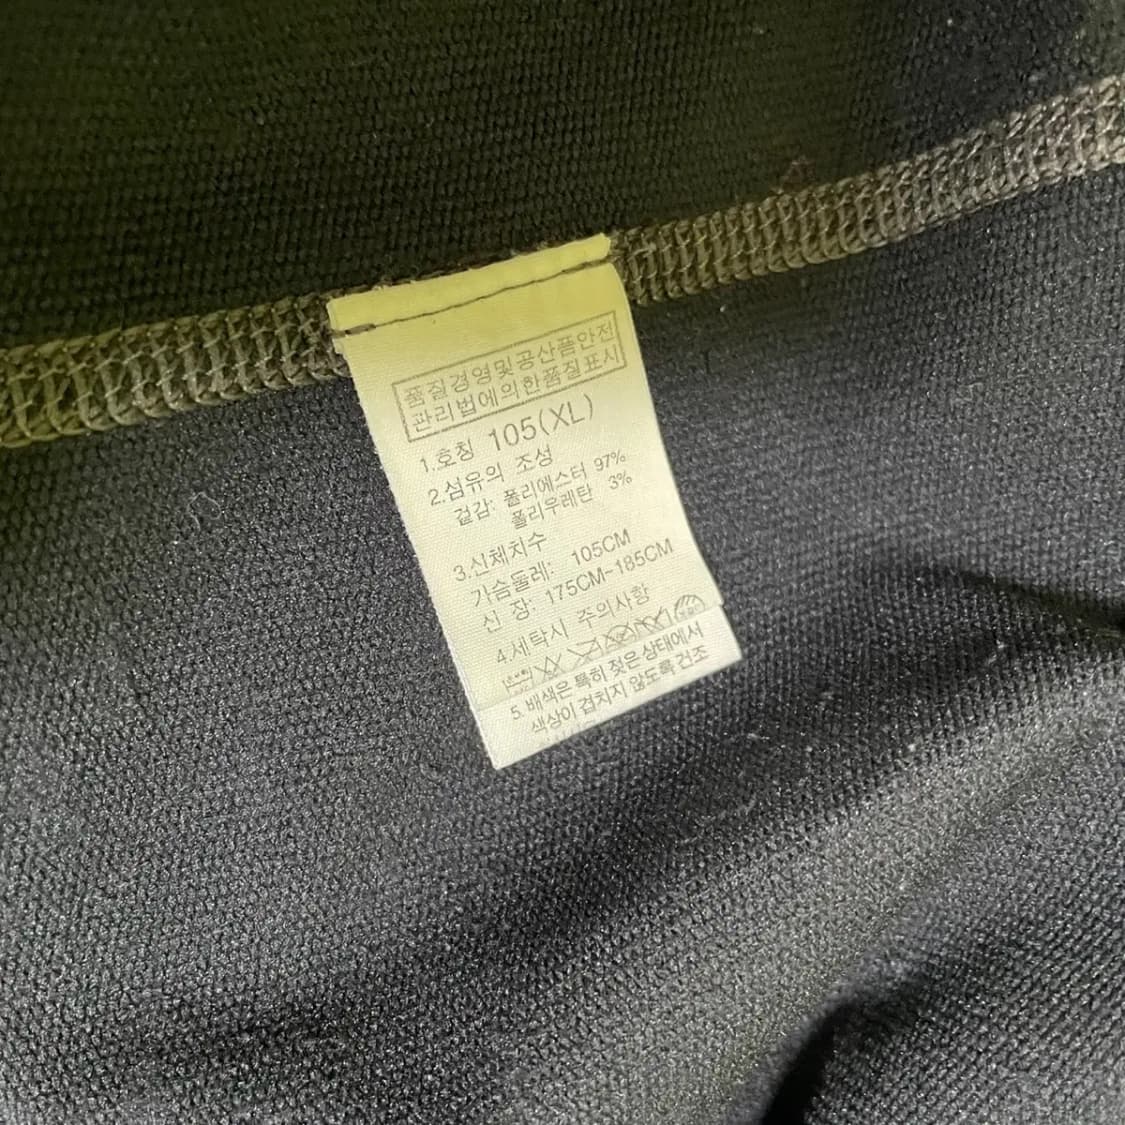 품질경영및공산품안전
관리법에의한품질표시
1.호칭 105(XL)
2.섬유의 조성
겉감: 폴리에스터 97%
폴리우레탄 3%
3.신체치수
가슴둘레: 105CM
신 장: 175CM~185CM
4.세탁시 주의사항
5. 배색은 특히 젖은 상태에서
색상이 겹치지 않도록 건조